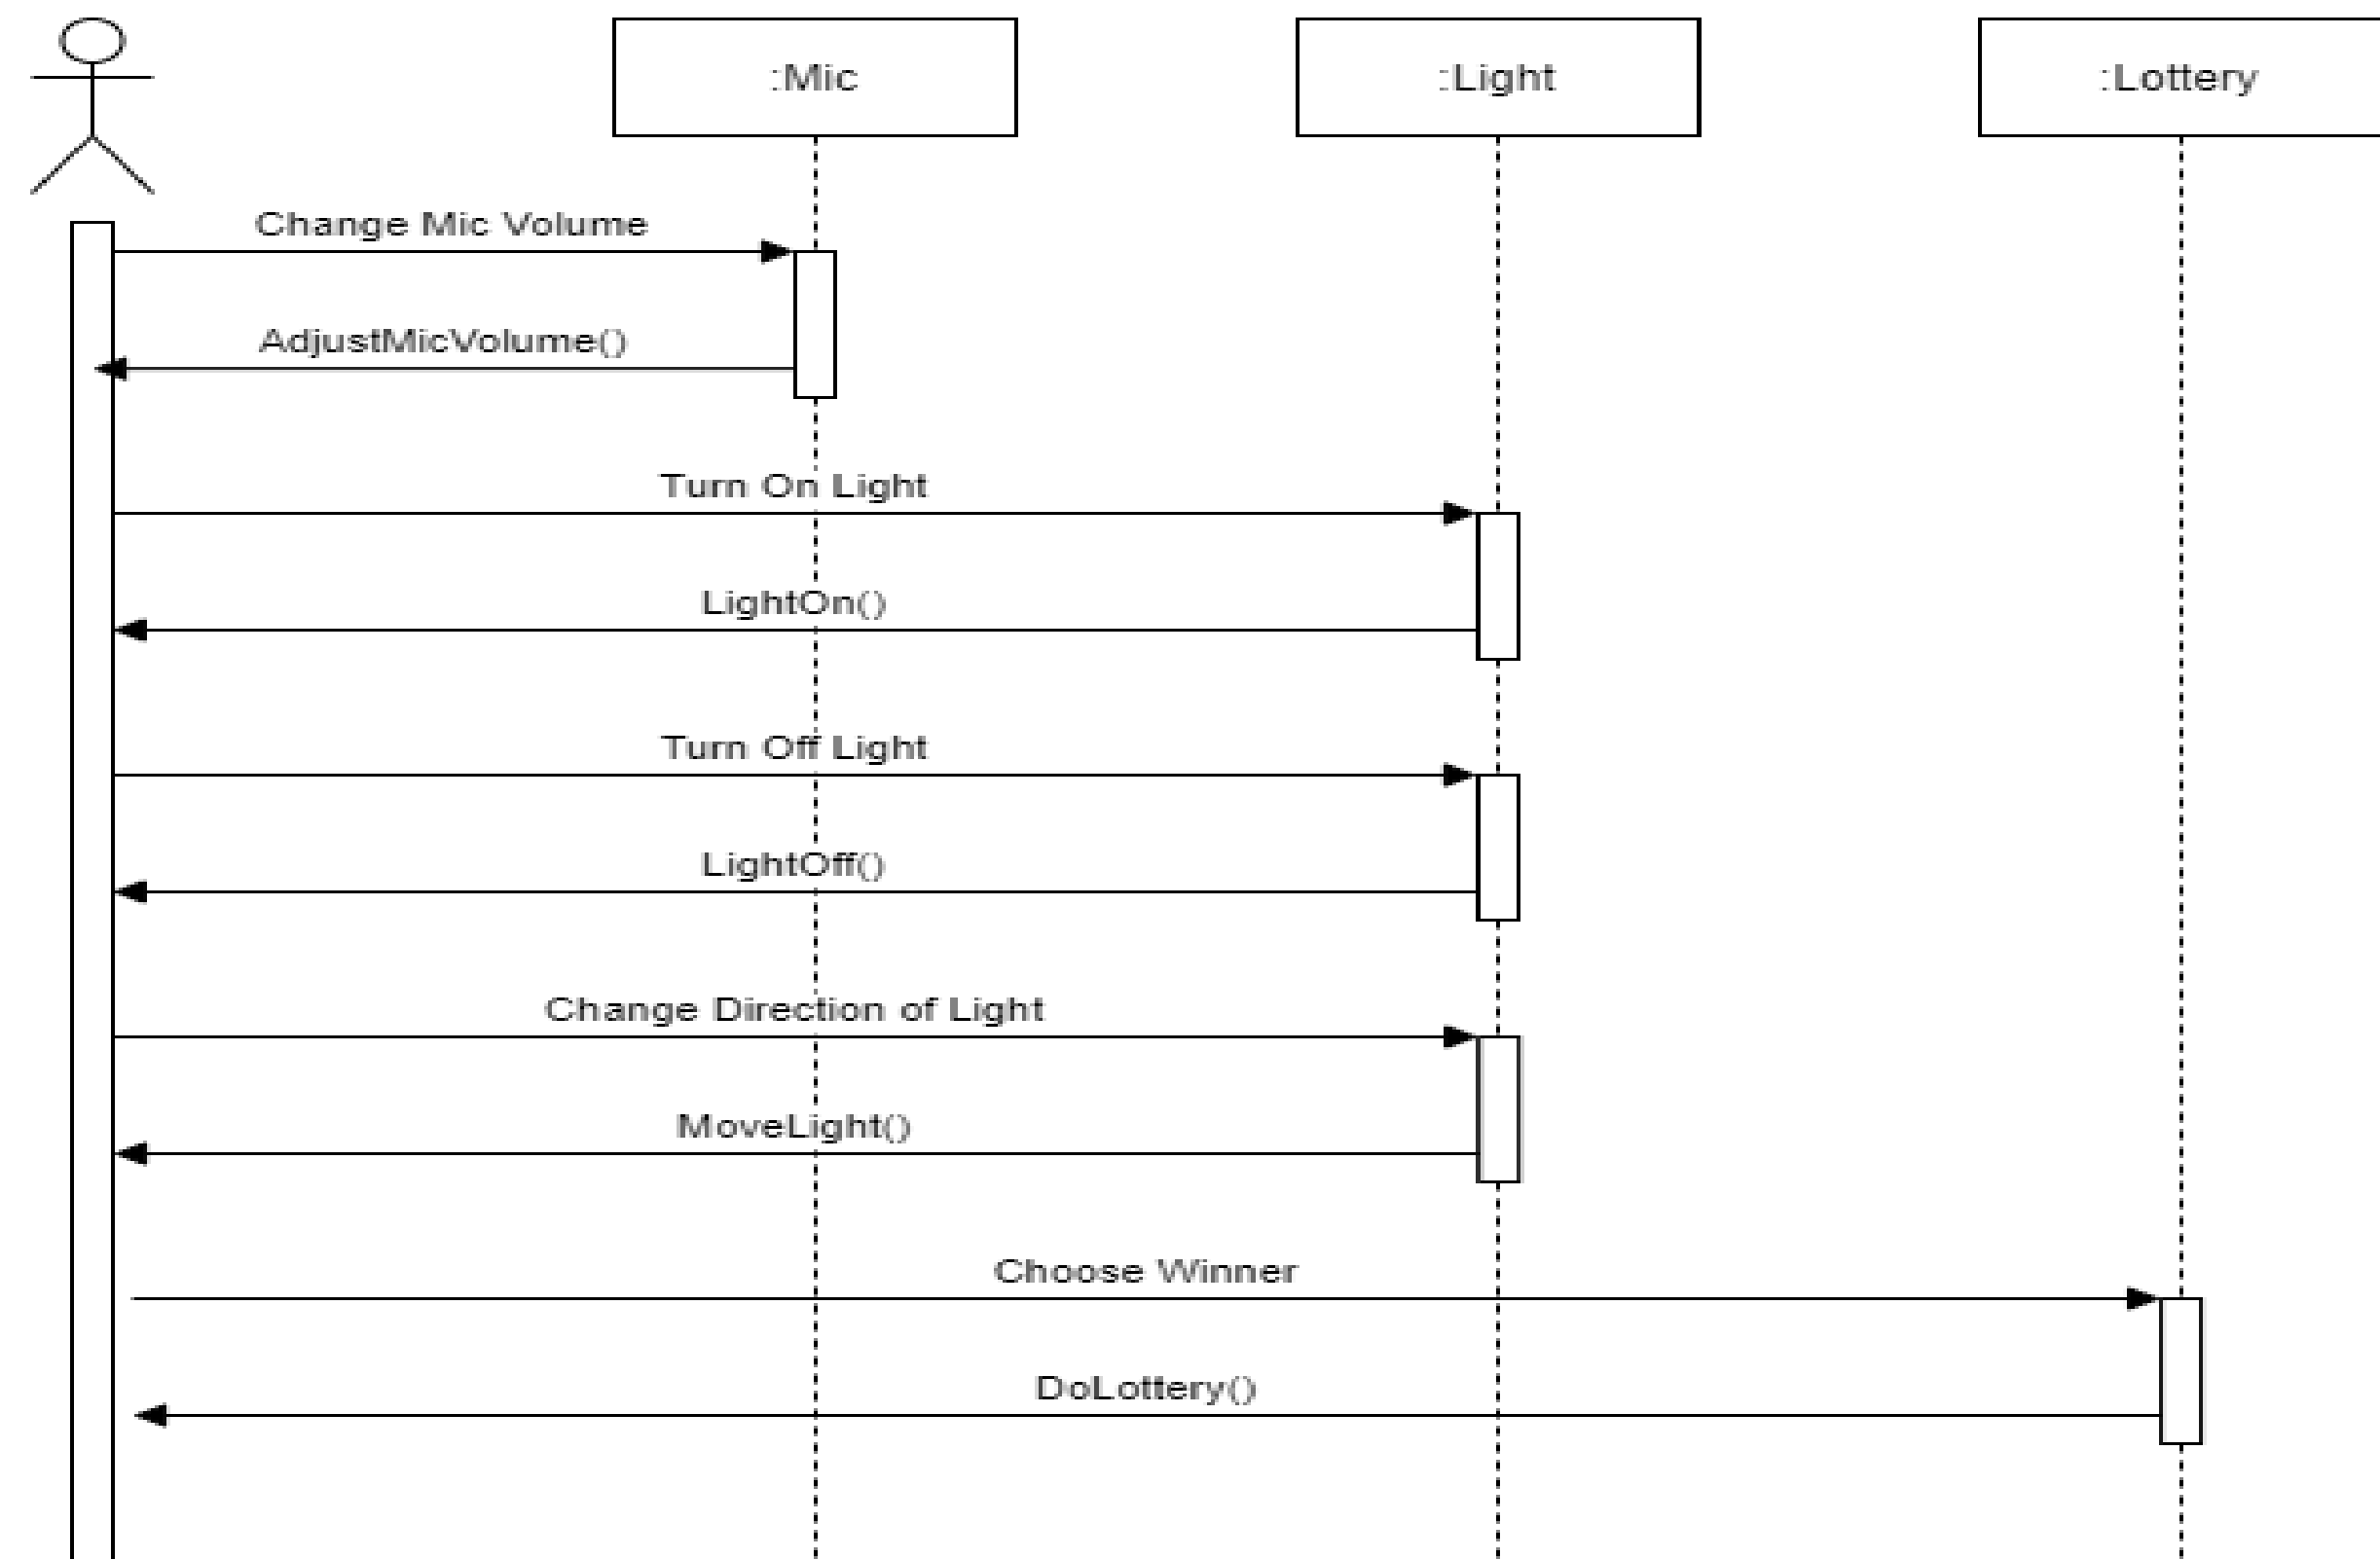 :Mic
:Light
:Lottery
Change Mic Volume
AdjustMicVolume()
Turn On Light
LightOn()
Turn Off Light
LightOff()
Change Direction of Light
MoveLight()
Choose Winner
DoLottery()